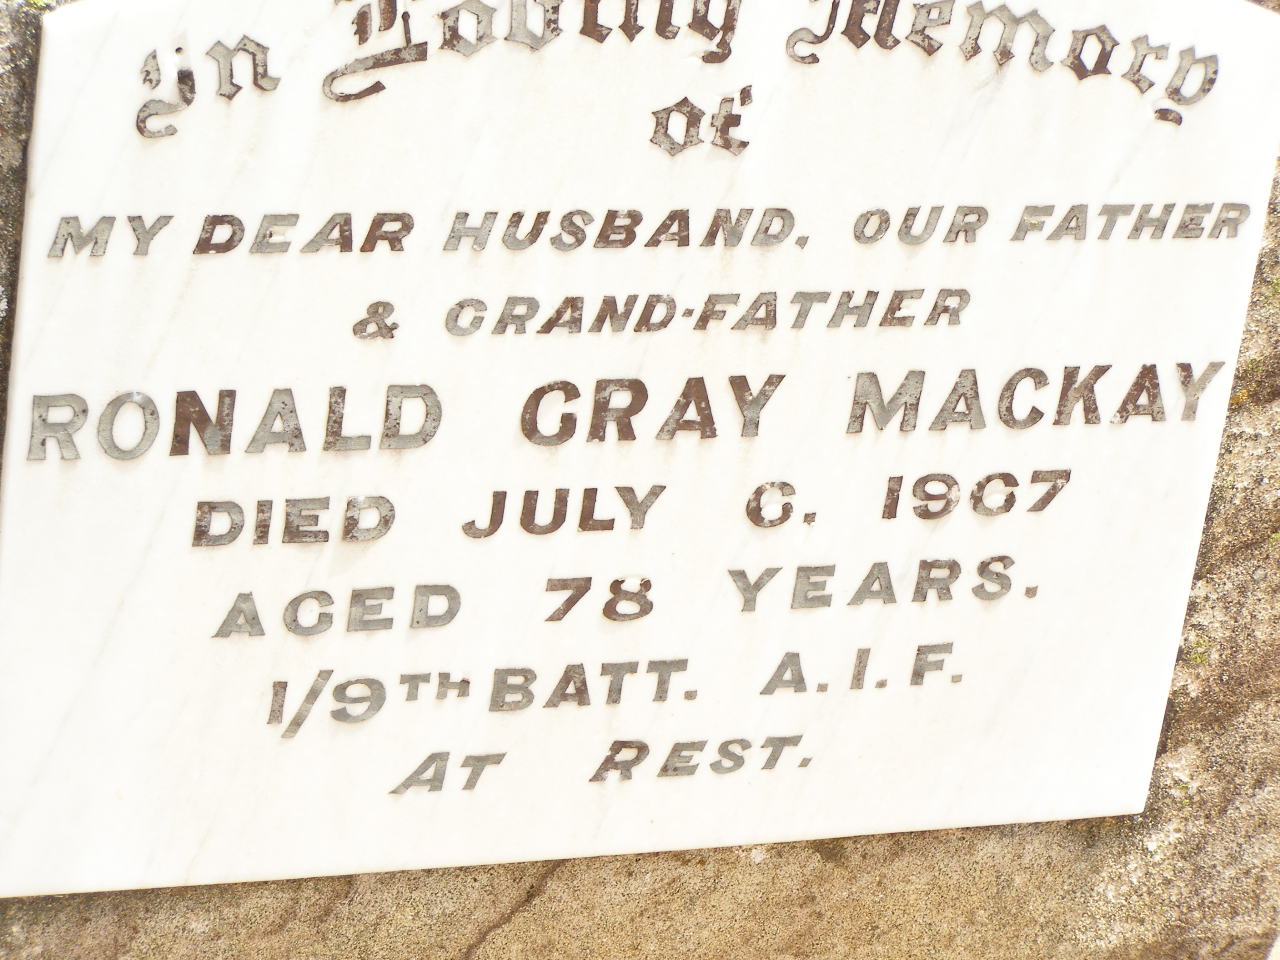 In Loving Memory
of
MY DEAR HUSBAND, OUR FATHER
& GRAND-FATHER
RONALD GRAY MACKAY
DIED JULY 6. 1967
AGED 78 YEARS.
1/9TH BATT. A.I.F.
AT REST.